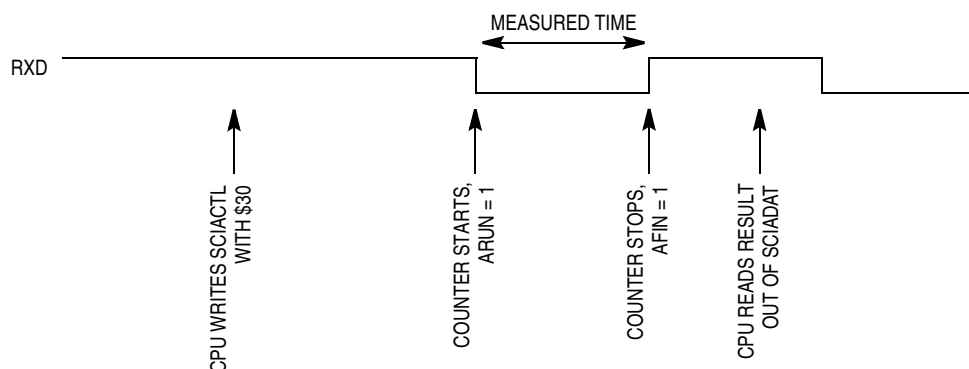 MEASURED TIME
RXD
CPU WRITES SCIACTL
WITH $30
COUNTER STARTS,
ARUN = 1
COUNTER STOPS,
AFIN = 1
CPU READS RESULT
OUT OF SCIADAT